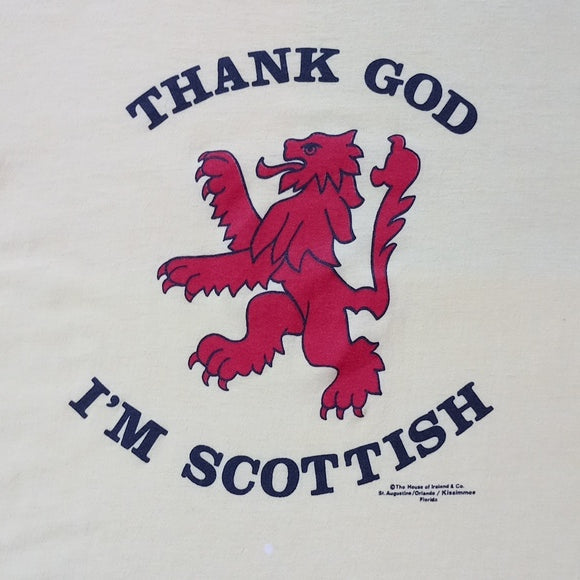 THANK GOD
I'M SCOTTISH
©The House of Ireland & Co.
St. Augustine/Orlando / Kissimmee
Florida